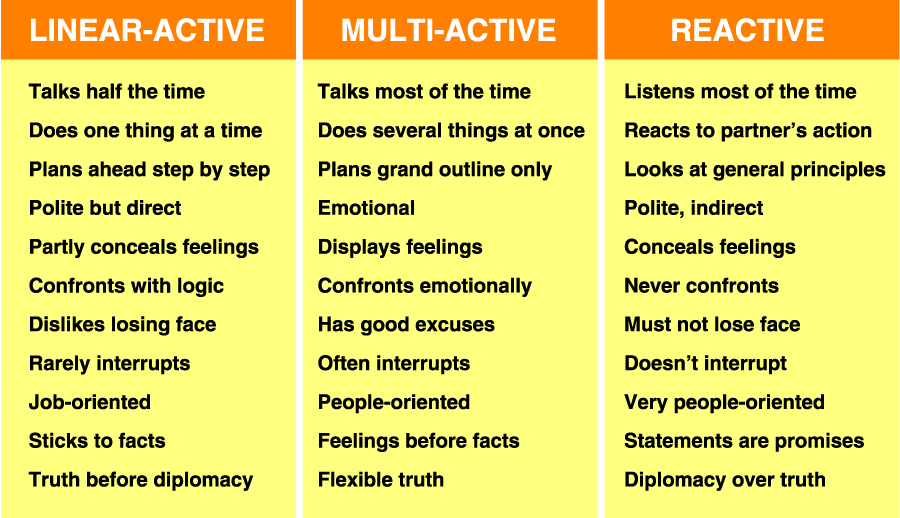 LINEAR-ACTIVE
Talks half the time
Does one thing at a time
Plans ahead step by step
Polite but direct
Partly conceals feelings
Confronts with logic
Dislikes losing face
Rarely interrupts
Job-oriented
Sticks to facts
Truth before diplomacy
MULTI-ACTIVE
Talks most of the time
Does several things at once
Plans grand outline only
Emotional
Displays feelings
Confronts emotionally
Has good excuses
Often interrupts
People-oriented
Feelings before facts
Flexible truth
REACTIVE
Listens most of the time
Reacts to partner’s action
Looks at general principles
Polite, indirect
Conceals feelings
Never confronts
Must not lose face
Doesn’t interrupt
Very people-oriented
Statements are promises
Diplomacy over truth